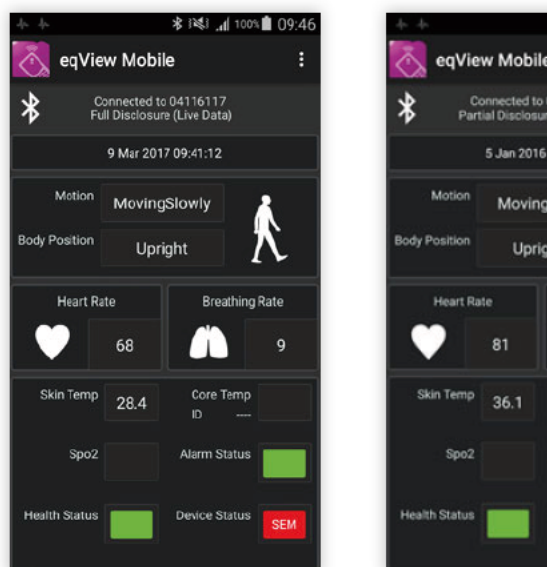 100% 09:46
eqView Mobile
Connected to 04116117
Full Disclosure (Live Data)
9 Mar 2017 09:41:12
Motion
MovingSlowly
Body Position
Upright
Heart Rate
68
Breathing Rate
9
Skin Temp
28.4
Core Temp
ID ----
Spo2
Alarm Status
Health Status
Device Status
SEM
eqView Mobile
Connected to
Partial
5 Jan 2016
Motion
Moving
Body Position
Heart Rate
81
Skin Temp
36.1
Spo2
Health Status